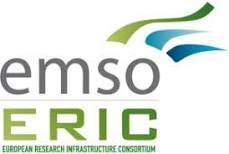 emso
ERIC
EUROPEAN RESEARCH INFRASTRUCTURE CONSORTIUM